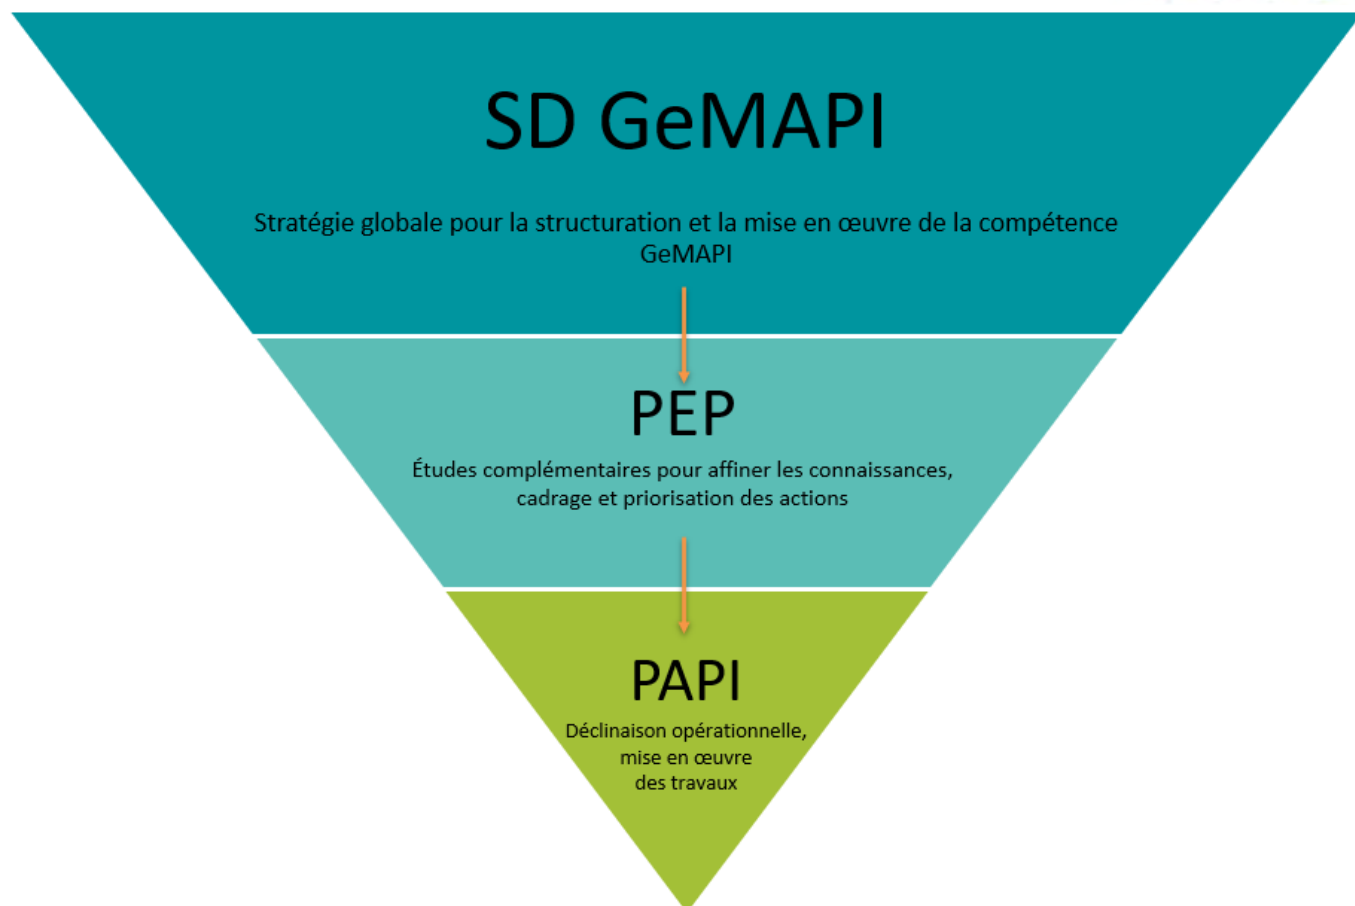 SD GeMAPI
Stratégie globale pour la structuration et la mise en œuvre de la compétence
GeMAPI
PEP
Études complémentaires pour affiner les connaissances,
cadrage et priorisation des actions
PAPI
Déclinaison opérationnelle,
mise en œuvre
des travaux